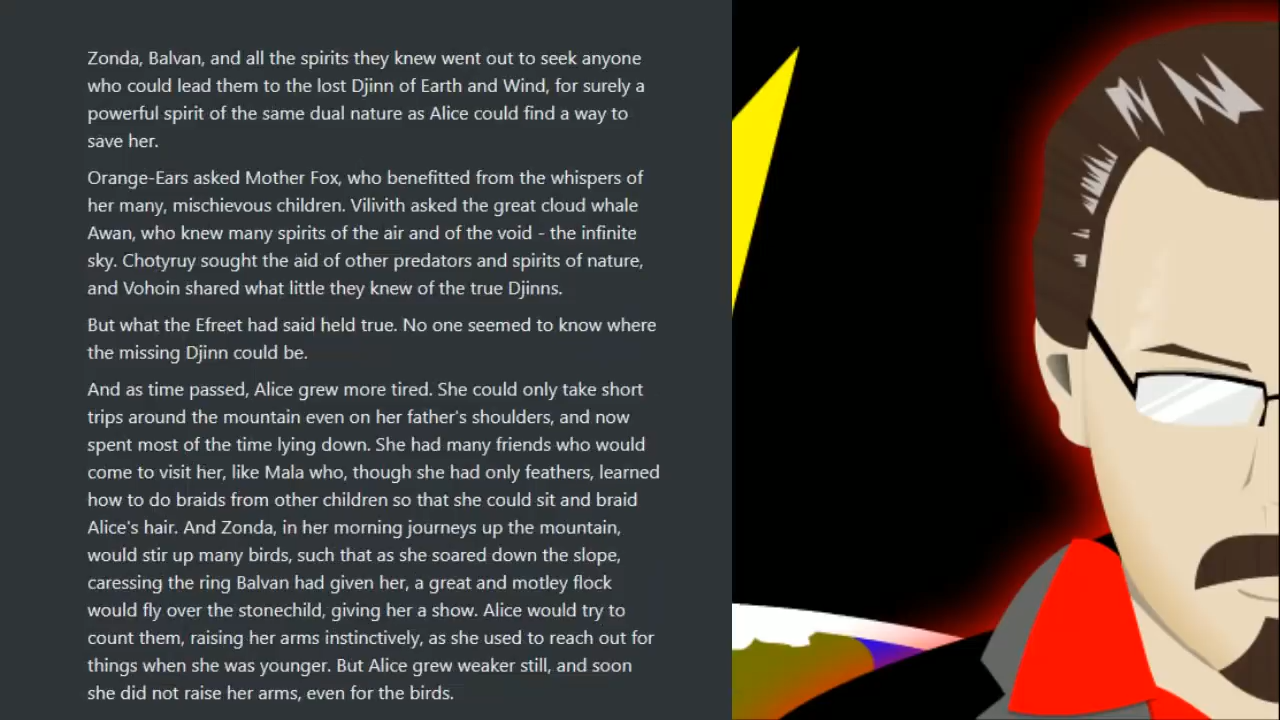 Zonda, Balvan, and all the spirits they knew went out to seek anyone
who could lead them to the lost Djinn of Earth and Wind, for surely a
powerful spirit of the same dual nature as Alice could find a way to
save her.
Orange-Ears asked Mother Fox, who benefitted from the whispers of
her many, mischievous children. Vilivith asked the great cloud whale
Awan, who knew many spirits of the air and of the void - the infinite
sky. Chotyruy sought the aid of other predators and spirits of nature,
and Vohoin shared what little they knew of the true Djinns.
But what the Efreet had said held true. No one seemed to know where
the missing Djinn could be.
And as time passed, Alice grew more tired. She could only take short
trips around the mountain even on her father's shoulders, and now
spent most of the time lying down. She had many friends who would
come to visit her, like Mala who, though she had only feathers, learned
how to do braids from other children so that she could sit and braid
Alice's hair. And Zonda, in her morning journeys up the mountain,
would stir up many birds, such that as she soared down the slope,
caressing the ring Balvan had given her, a great and motley flock
would fly over the stonechild, giving her a show. Alice would try to
count them, raising her arms instinctively, as she used to reach out for
things when she was younger. But Alice grew weaker still, and soon
she did not raise her arms, even for the birds.